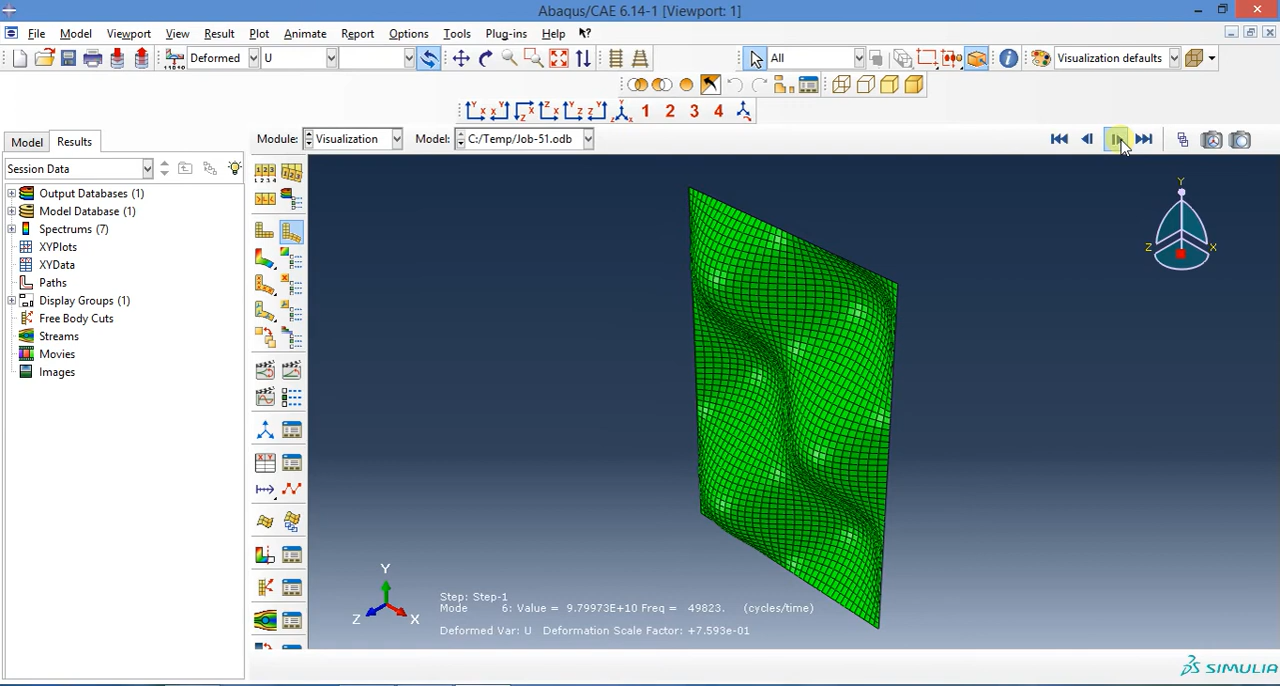 Abaqus/CAE 6.14-1 [Viewport: 1]
File Model Viewport View Result Plot Animate Report Options Tools Plug-ins Help
Deformed U All Visualization defaults
1 2 3 4
Model Results Module: Visualization Model: C:/Temp/Job-51.odb
Session Data
Output Databases (1)
Model Database (1)
Spectrums (7)
XYPlots
XYData
Paths
Display Groups (1)
Free Body Cuts
Streams
Movies
Images
Y
Z X
Y
Z X
Step: Step-1
Mode 6: Value = 9.79973E+10 Freq = 49823. (cycles/time)
Deformed Var: U Deformation Scale Factor: +7.593e-01
SIMULIA